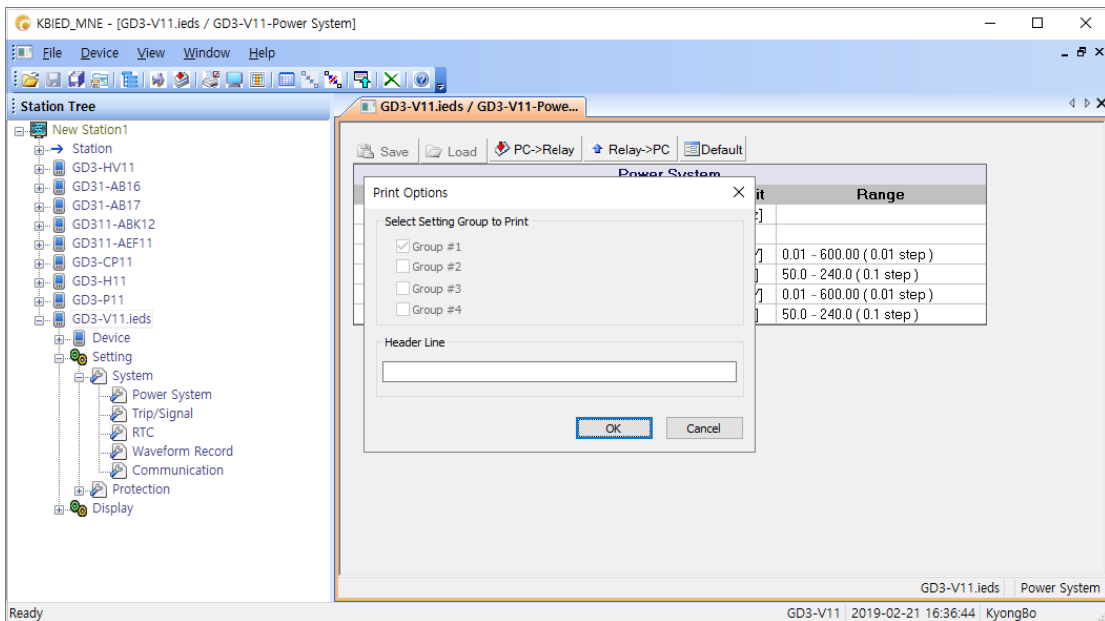 KBIED_MNE - [GD3-V11.ieds / GD3-V11-Power System]
File Device View Window Help
Station Tree
GD3-V11.ieds / GD3-V11-Powe...
New Station1
Station
GD3-HV11
GD31-AB16
GD31-AB17
GD311-ABK12
GD311-AEF11
GD3-CP11
GD3-H11
GD3-P11
GD3-V11.ieds
Device
Setting
System
Power System
Trip/Signal
RTC
Waveform Record
Communication
Protection
Display
Save Load PC->Relay Relay->PC Default
Power System
it Range
0.01 - 600.00 ( 0.01 step )
50.0 - 240.0 ( 0.1 step )
0.01 - 600.00 ( 0.01 step )
50.0 - 240.0 ( 0.1 step )
Print Options
Select Setting Group to Print
Group #1
Group #2
Group #3
Group #4
Header Line
OK Cancel
GD3-V11.ieds Power System
Ready GD3-V11 2019-02-21 16:36:44 KyongBo